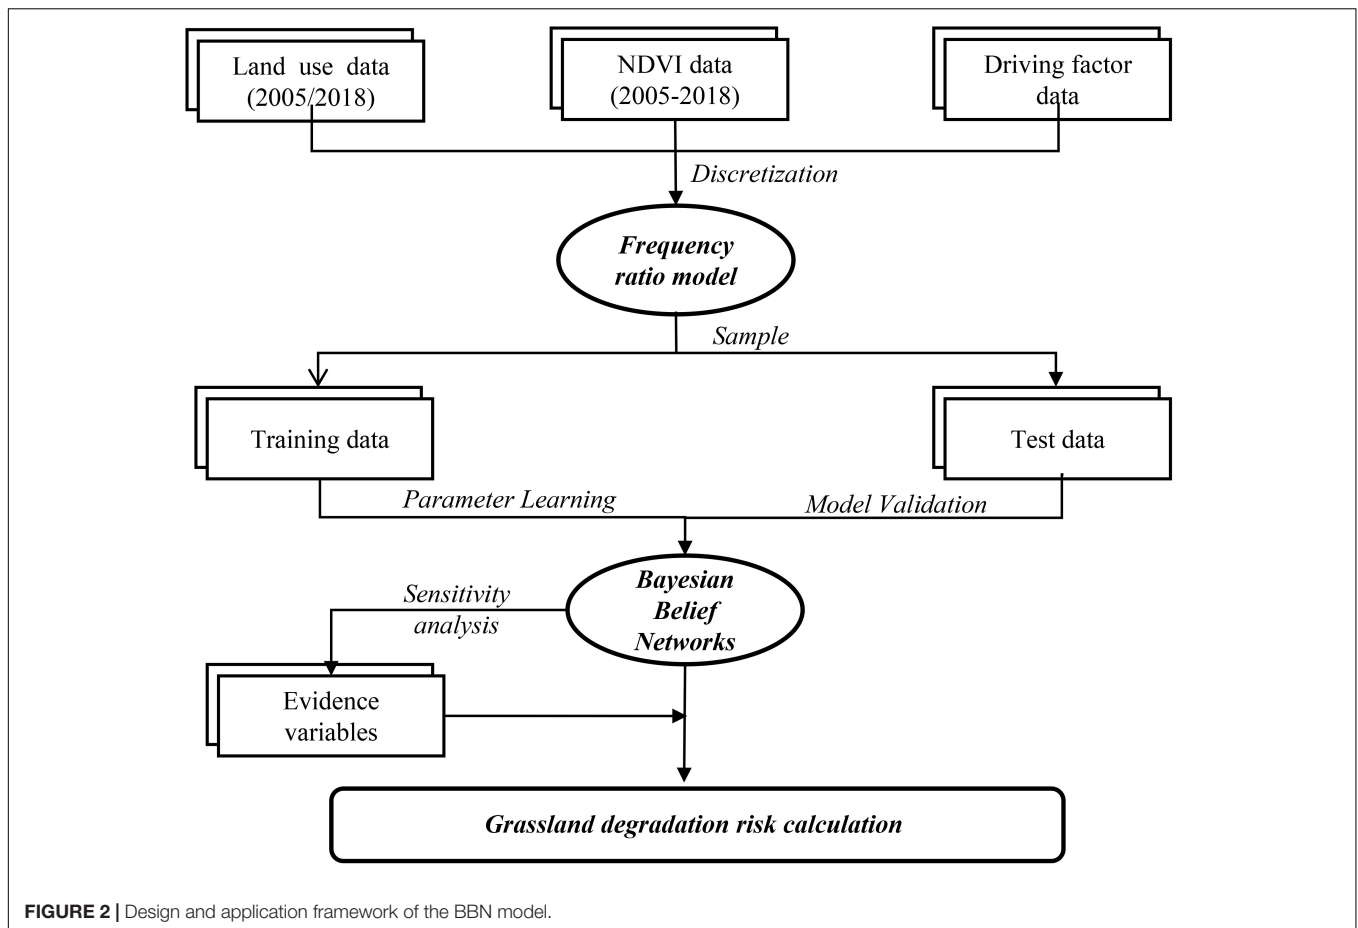 Land use data
(2005/2018)
NDVI data
(2005-2018)
Driving factor
data
Discretization
Frequency
ratio model
Sample
Training data
Test data
Parameter Learning
Model Validation
Sensitivity
analysis
Bayesian
Belief
Networks
Evidence
variables
Grassland degradation risk calculation
FIGURE 2 | Design and application framework of the BBN model.